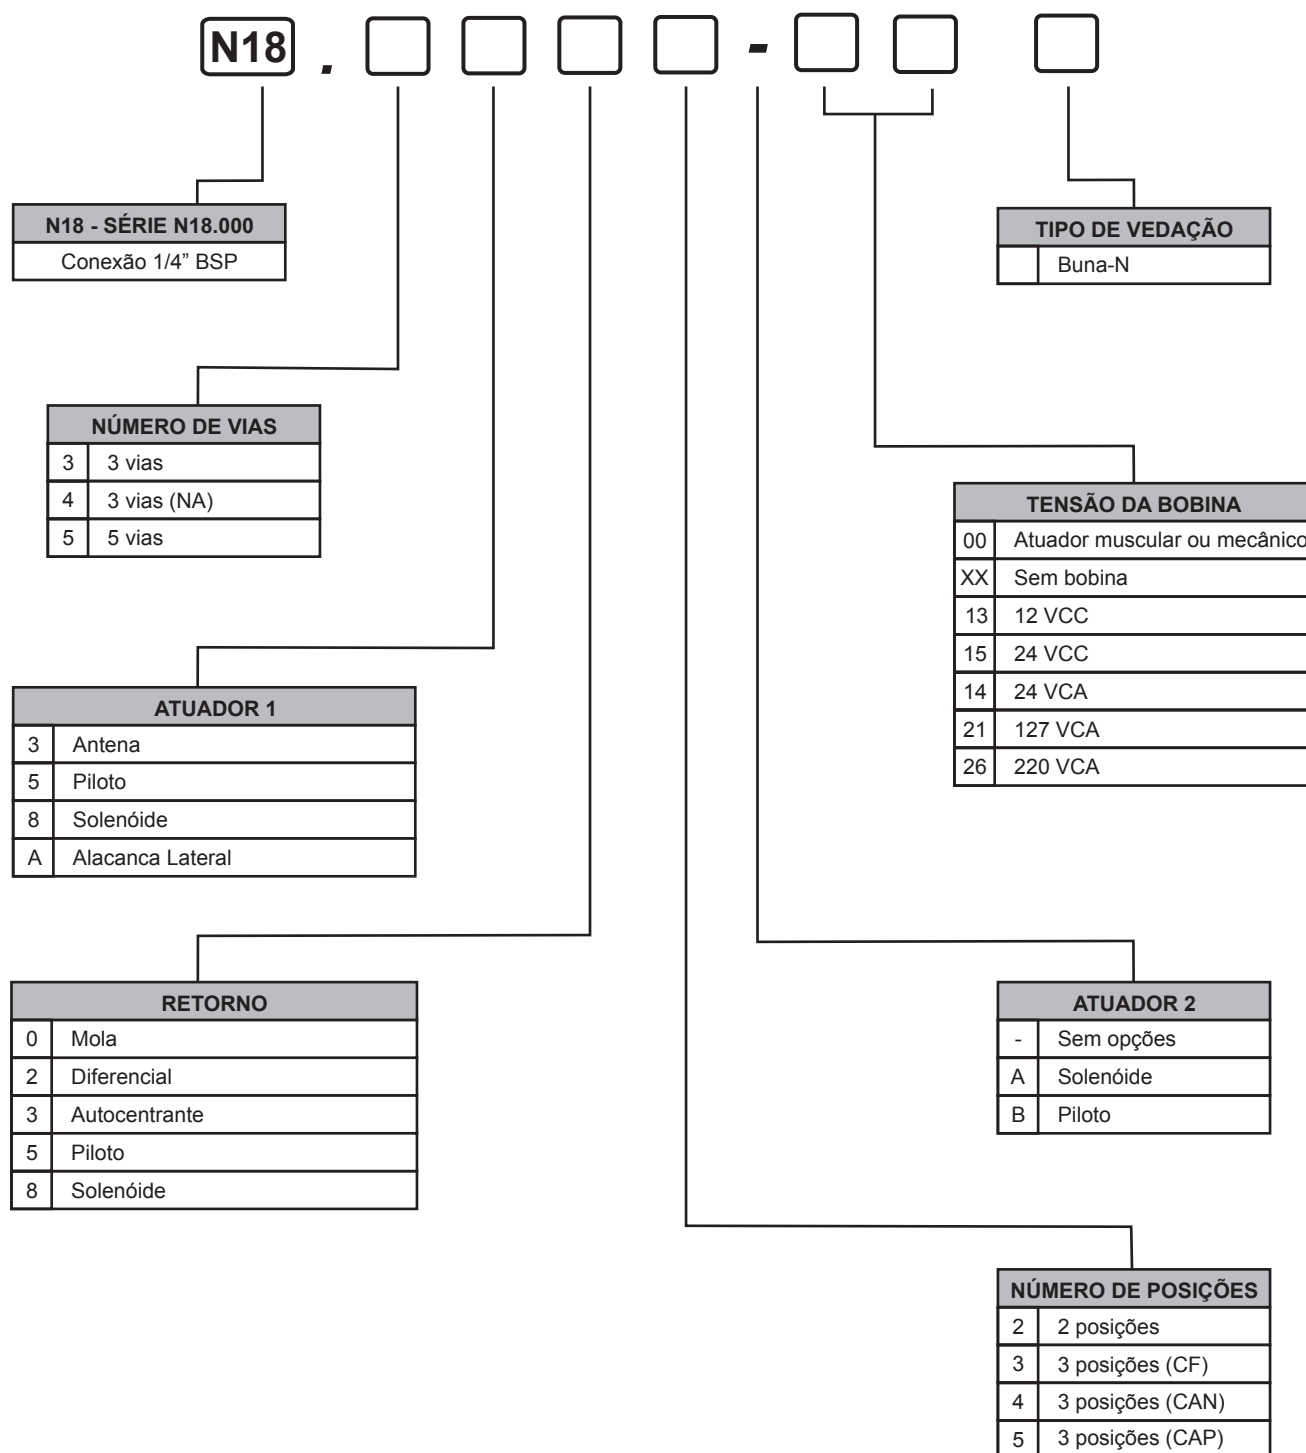 N18 . -
N18 - SÉRIE N18.000
Conexão 1/4” BSP
TIPO DE VEDAÇÃO
Buna-N
NÚMERO DE VIAS
3 3 vias
4 3 vias (NA)
5 5 vias
TENSÃO DA BOBINA
00 Atuador muscular ou mecânico
XX Sem bobina
13 12 VCC
15 24 VCC
14 24 VCA
21 127 VCA
26 220 VCA
ATUADOR 1
3 Antena
5 Piloto
8 Solenóide
A Alacanca Lateral
RETORNO
0 Mola
2 Diferencial
3 Autocentrante
5 Piloto
8 Solenóide
ATUADOR 2
- Sem opções
A Solenóide
B Piloto
NÚMERO DE POSIÇÕES
2 2 posições
3 3 posições (CF)
4 3 posições (CAN)
5 3 posições (CAP)